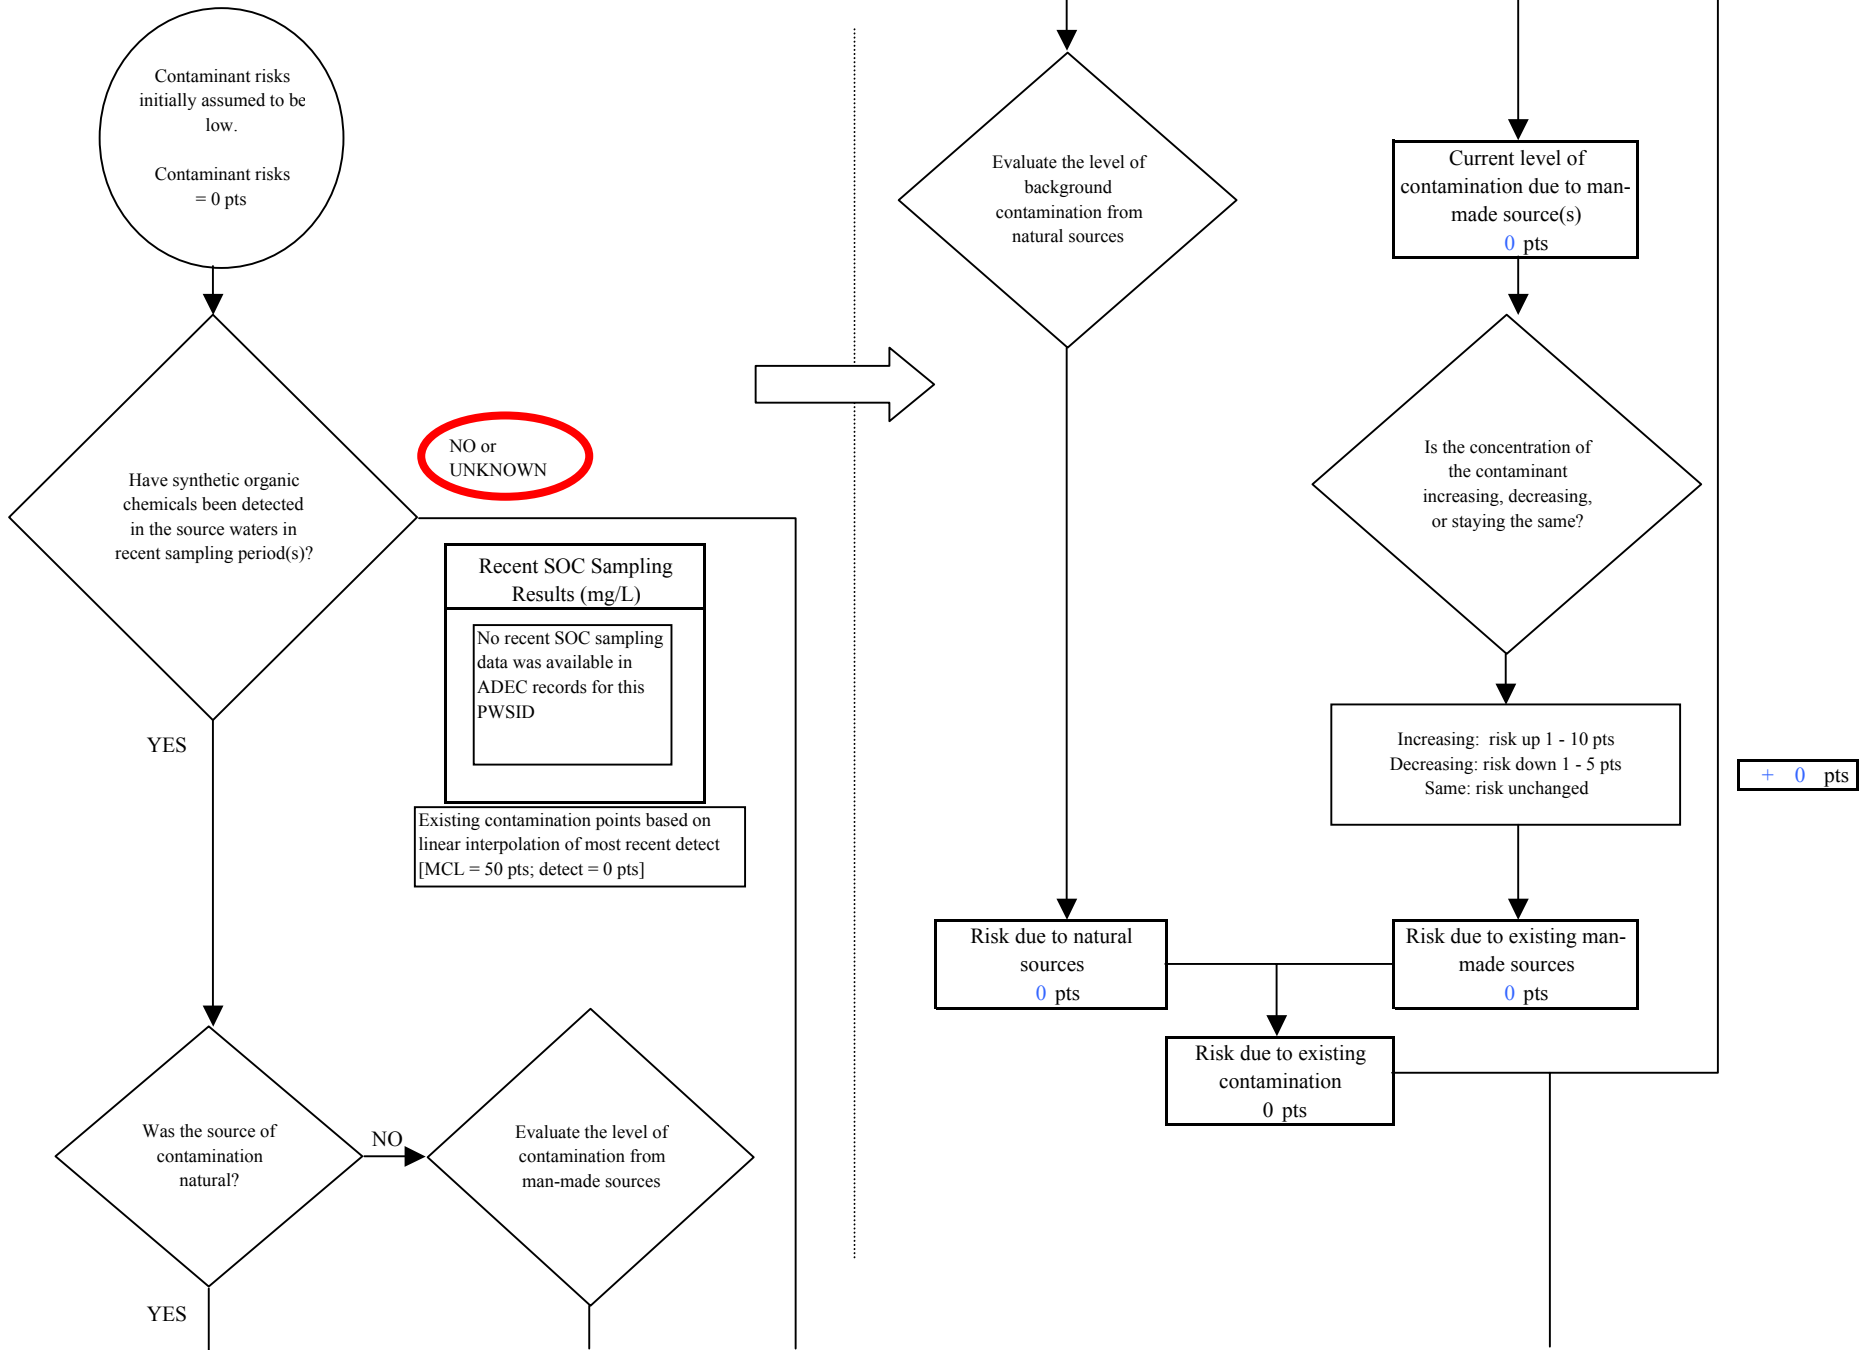 Contaminant risks
initially assumed to be
low.
Contaminant risks
= 0 pts
Have synthetic organic
chemicals been detected
in the source waters in
recent sampling period(s)?
NO or
UNKNOWN
Recent SOC Sampling
Results (mg/L)
No recent SOC sampling
data was available in
ADEC records for this
PWSID
Existing contamination points based on
linear interpolation of most recent detect
[MCL = 50 pts; detect = 0 pts]
YES
Was the source of
contamination
natural?
NO
Evaluate the level of
contamination from
man-made sources
YES
Evaluate the level of
background
contamination from
natural sources
Current level of
contamination due to man-
made source(s)
0 pts
Is the concentration of
the contaminant
increasing, decreasing,
or staying the same?
Increasing: risk up 1 - 10 pts
Decreasing: risk down 1 - 5 pts
Same: risk unchanged
+ 0 pts
Risk due to natural
sources
0 pts
Risk due to existing man-
made sources
0 pts
Risk due to existing
contamination
0 pts